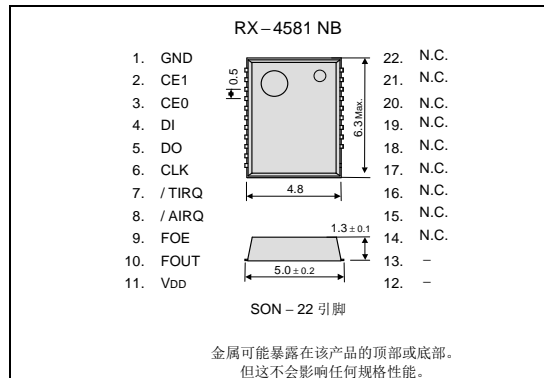 RX－4581 NB
1. GND
2. CE1
3. CE0
4. DI
5. DO
6. CLK
7. / TIRQ
8. / AIRQ
9. FOE
10. FOUT
11. VDD
0.5
6.3 Max.
4.8
1.3 ± 0.1
5.0 ± 0.2
22. N.C.
21. N.C.
20. N.C.
19. N.C.
18. N.C.
17. N.C.
16. N.C.
15. N.C.
14. N.C.
13. －
12. －
SON－22 引脚
金属可能暴露在该产品的顶部或底部。
但这不会影响任何规格性能。